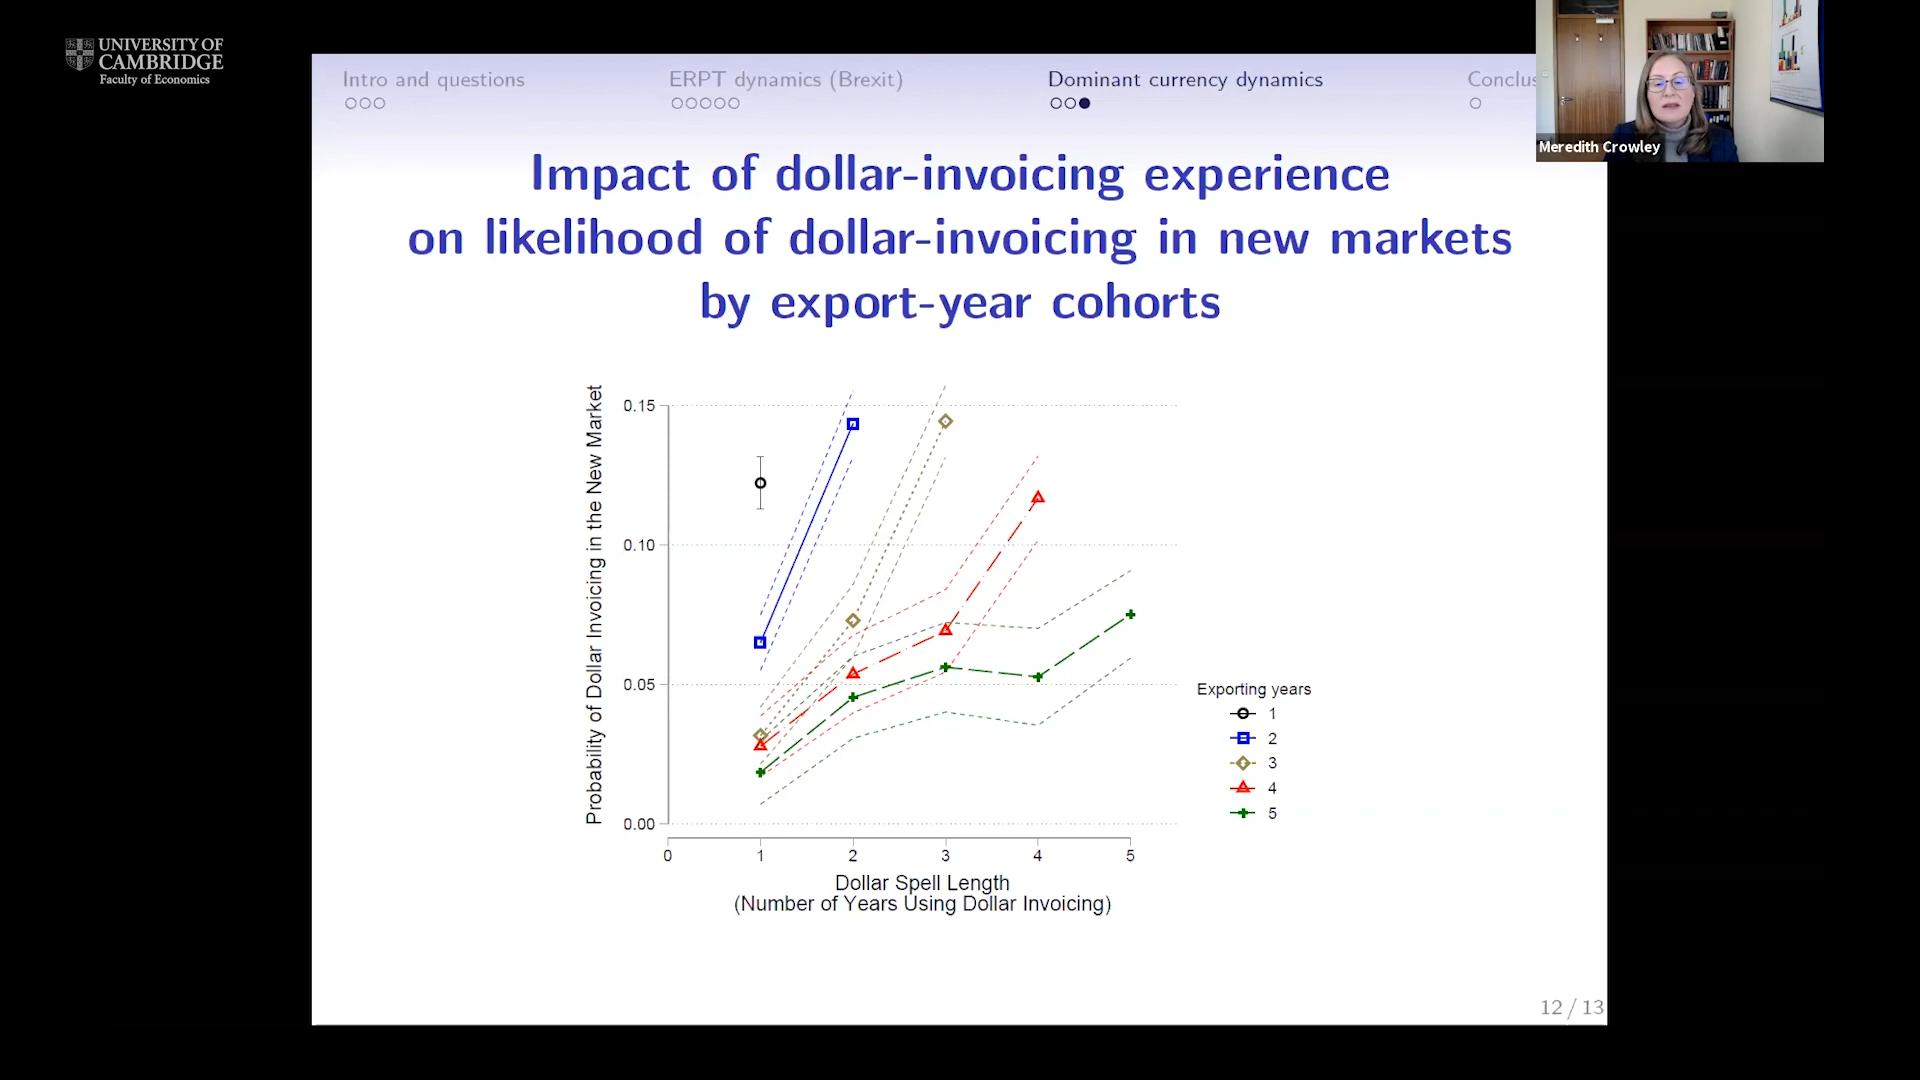 UNIVERSITY OF
CAMBRIDGE
Faculty of Economics
Intro and questions
ERPT dynamics (Brexit)
Dominant currency dynamics
Conclus
Meredith Crowley
Impact of dollar-invoicing experience
on likelihood of dollar-invoicing in new markets
by export-year cohorts
Probability of Dollar Invoicing in the New Market
0.15
0.10
0.05
0.00
0 1 2 3 4 5
Dollar Spell Length
(Number of Years Using Dollar Invoicing)
Exporting years
1
2
3
4
5
12 / 13